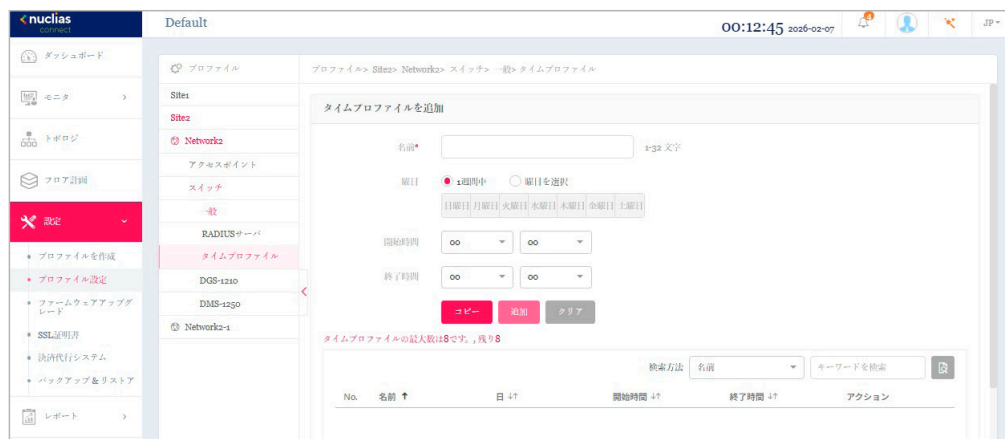 nuclias
connect
Default
00:12:45 2026-02-07
4
JP
ダッシュボード
モニタ
トポロジ
フロア計画
設定
プロファイルを作成
プロファイル設定
ファームウェアアップグ
レード
SSL証明書
決済代行システム
バックアップ&リストア
レポート
プロファイル
Site1
Site2
Network2
アクセスポイント
スイッチ
一般
RADIUSサーバ
タイムプロファイル
DGS-1210
DMS-1250
Network2-1
プロファイル> Site2> Network2> スイッチ> 一般> タイムプロファイル
タイムプロファイルを追加
名前* 1-32 文字
曜日 1週間中 曜日を選択
日曜日 月曜日 火曜日 水曜日 木曜日 金曜日 土曜日
開始時間 00 00
終了時間 00 00
コピー 追加 クリア
タイムプロファイルの最大数は8です。, 残り8
検索方法 名前 キーワードを検索
No. 名前 ↑ 日 ↓↑ 開始時間 ↓↑ 終了時間 ↓↑ アクション